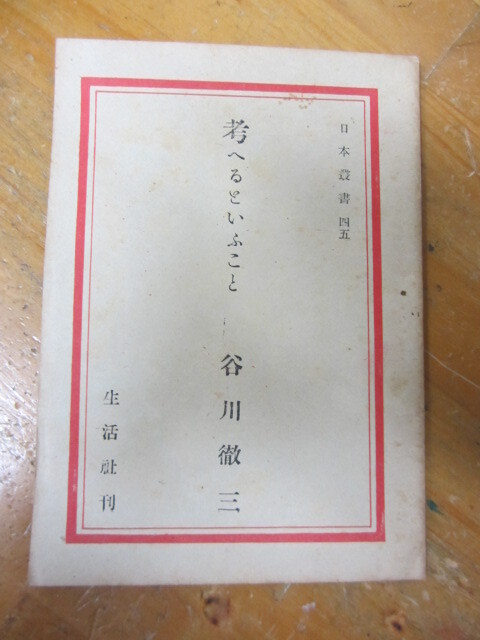 日本叢書四五
考へるといふこと
谷川徹三
生活社刊